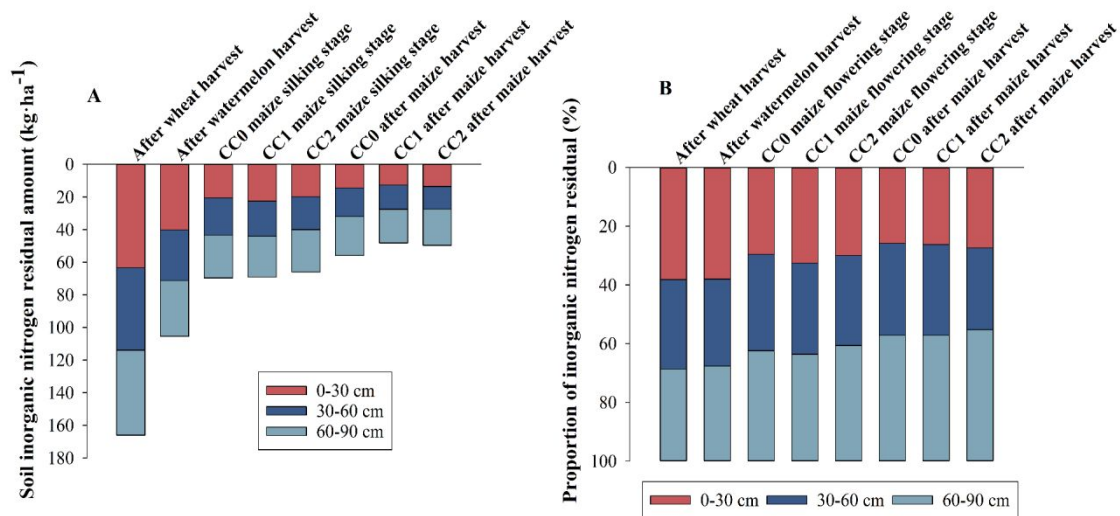 A
Soil inorganic nitrogen residual amount (kg·ha-1)
After wheat harvest
After watermelon harvest
CC0 maize silking stage
CC1 maize silking stage
CC2 maize silking stage
CC0 after maize harvest
CC1 after maize harvest
CC2 after maize harvest
0
20
40
60
80
100
120
140
160
180
0-30 cm
30-60 cm
60-90 cm
B
Proportion of inorganic nitrogen residual (%)
After wheat harvest
After watermelon harvest
CC0 maize flowering stage
CC1 maize flowering stage
CC2 maize flowering stage
CC0 after maize harvest
CC1 after maize harvest
CC2 after maize harvest
0
20
40
60
80
100
0-30 cm 30-60 cm 60-90 cm